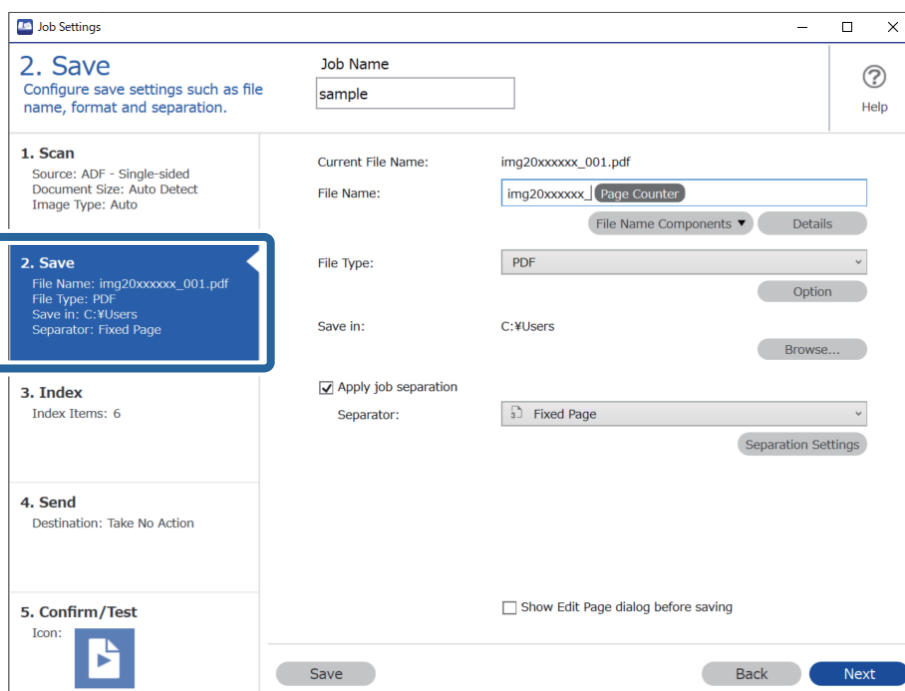 Job Settings
2. Save
Configure save settings such as file
name, format and separation.
Job Name
sample
Help
1. Scan
Source: ADF - Single-sided
Document Size: Auto Detect
Image Type: Auto
2. Save
File Name: img20xxxxxx_001.pdf
File Type: PDF
Save in: C:¥Users
Separator: Fixed Page
3. Index
Index Items: 6
4. Send
Destination: Take No Action
5. Confirm/Test
Icon:
Current File Name: img20xxxxxx_001.pdf
File Name: img20xxxxxx_ Page Counter
File Name Components ▼ Details
File Type: PDF
Option
Save in: C:¥Users
Browse...
Apply job separation
Separator: 3 Fixed Page
Separation Settings
Show Edit Page dialog before saving
Save Back Next